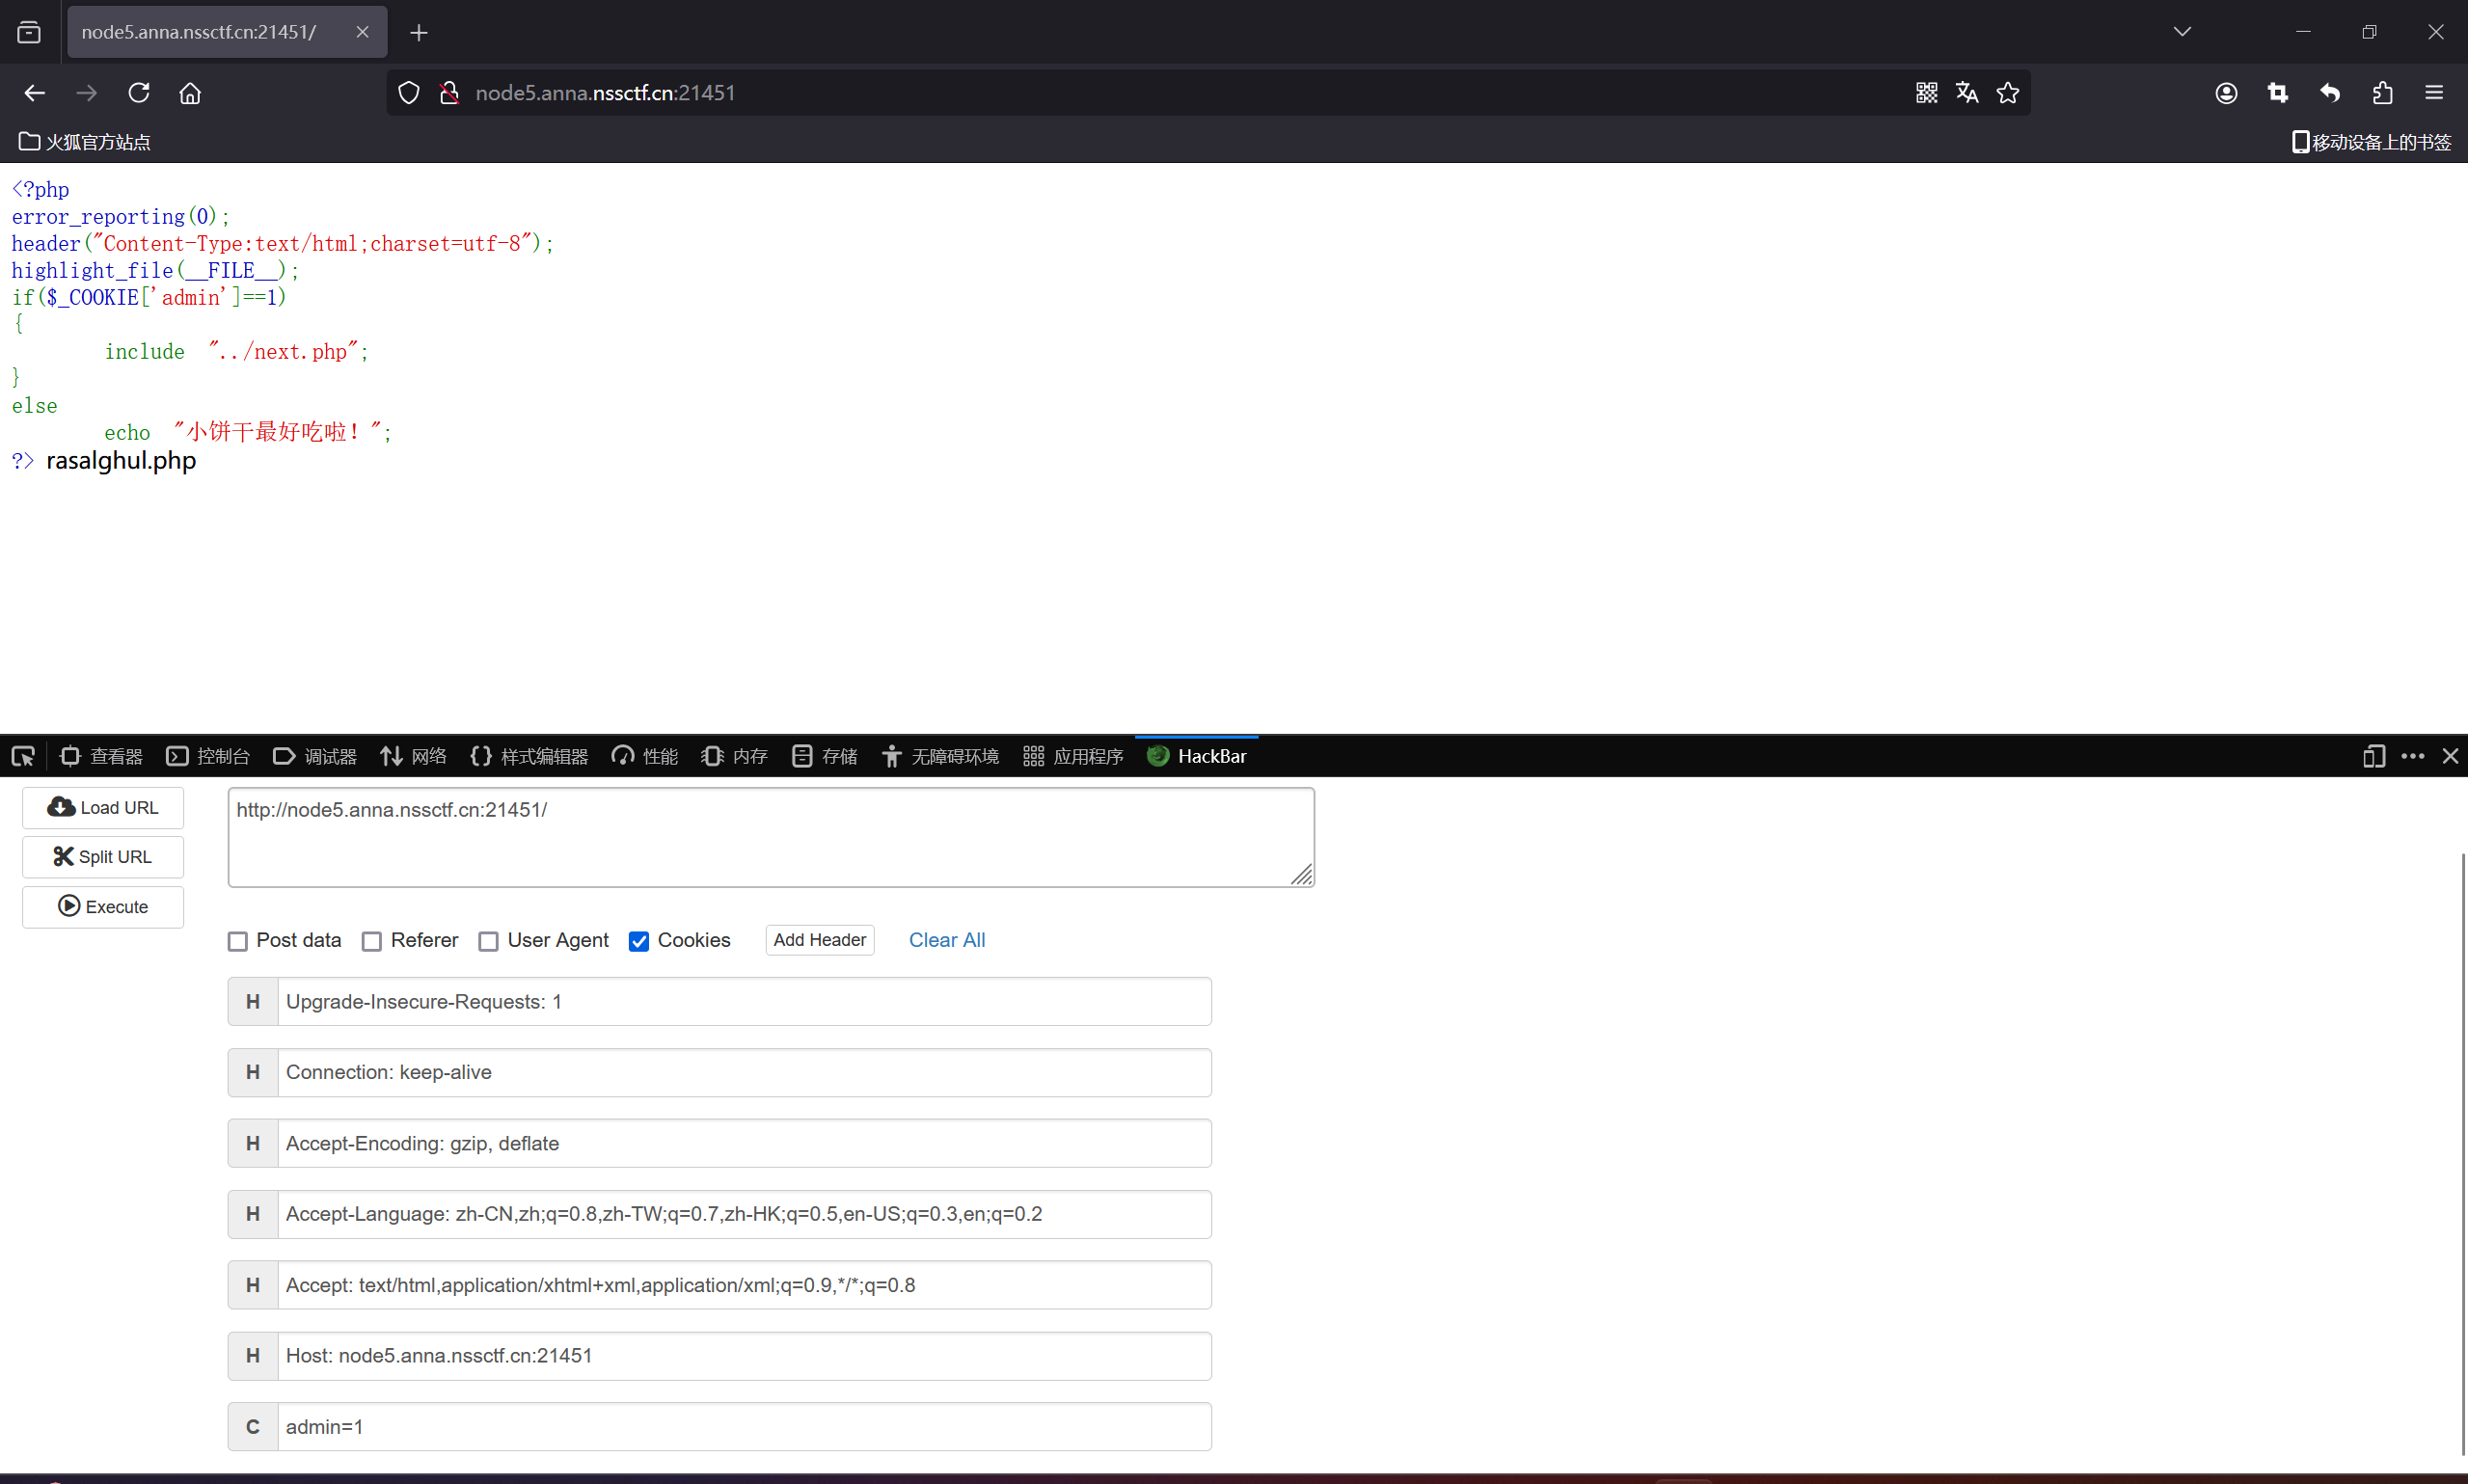 node5.anna.nssctf.cn:21451/
node5.anna.nssctf.cn:21451
火狐官方站点
移动设备上的书签
<?php
error_reporting(0);
header("Content-Type:text/html;charset=utf-8");
highlight_file(__FILE__);
if($_COOKIE['admin']==1)
{
include "../next.php";
}
else
echo "小饼干最好吃啦！";
?> rasalghul.php
查看器 控制台 调试器 网络 {} 样式编辑器 性能 内存 存储 无障碍环境 应用程序 HackBar
Load URL
http://node5.anna.nssctf.cn:21451/
Split URL
Execute
Post data Referer User Agent Cookies Add Header Clear All
H Upgrade-Insecure-Requests: 1
H Connection: keep-alive
H Accept-Encoding: gzip, deflate
H Accept-Language: zh-CN,zh;q=0.8,zh-TW;q=0.7,zh-HK;q=0.5,en-US;q=0.3,en;q=0.2
H Accept: text/html,application/xhtml+xml,application/xml;q=0.9,*/*;q=0.8
H Host: node5.anna.nssctf.cn:21451
C admin=1